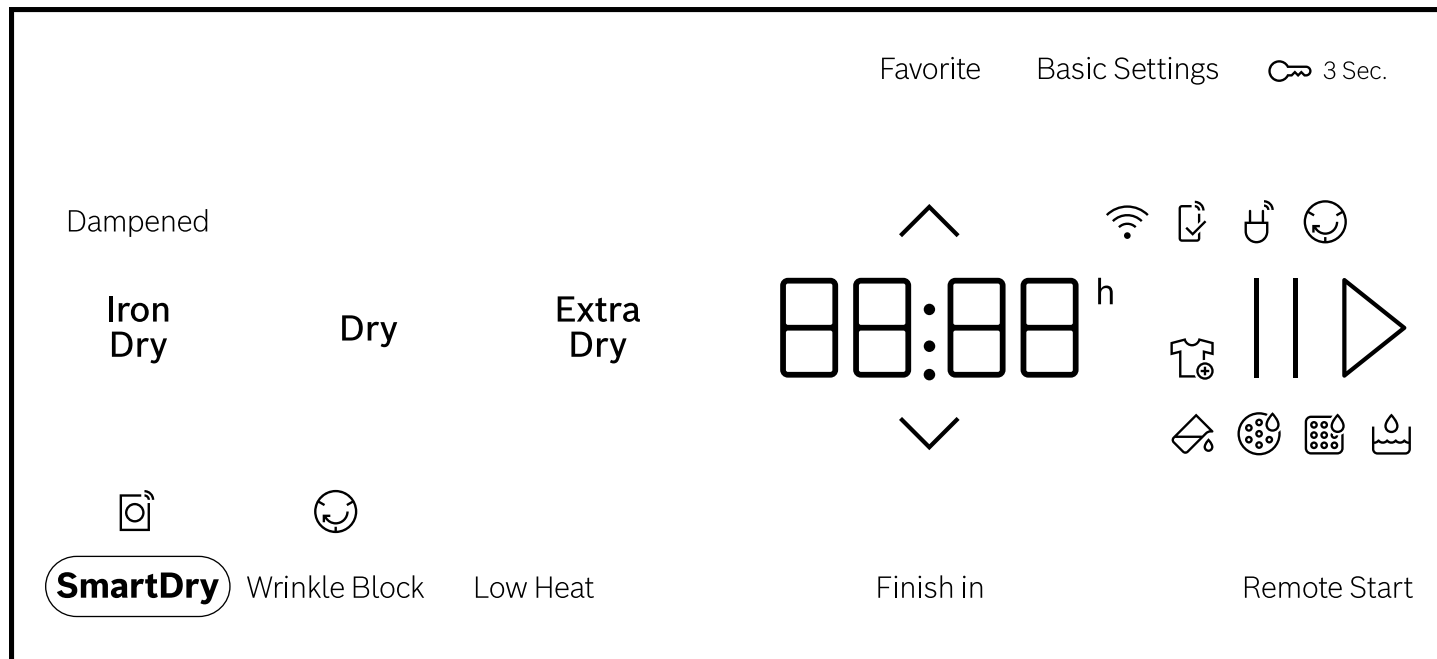 Favorite Basic Settings 3 Sec.
Dampened
Iron
Dry
Dry
Extra
Dry
88:88 h
SmartDry Wrinkle Block Low Heat Finish in Remote Start